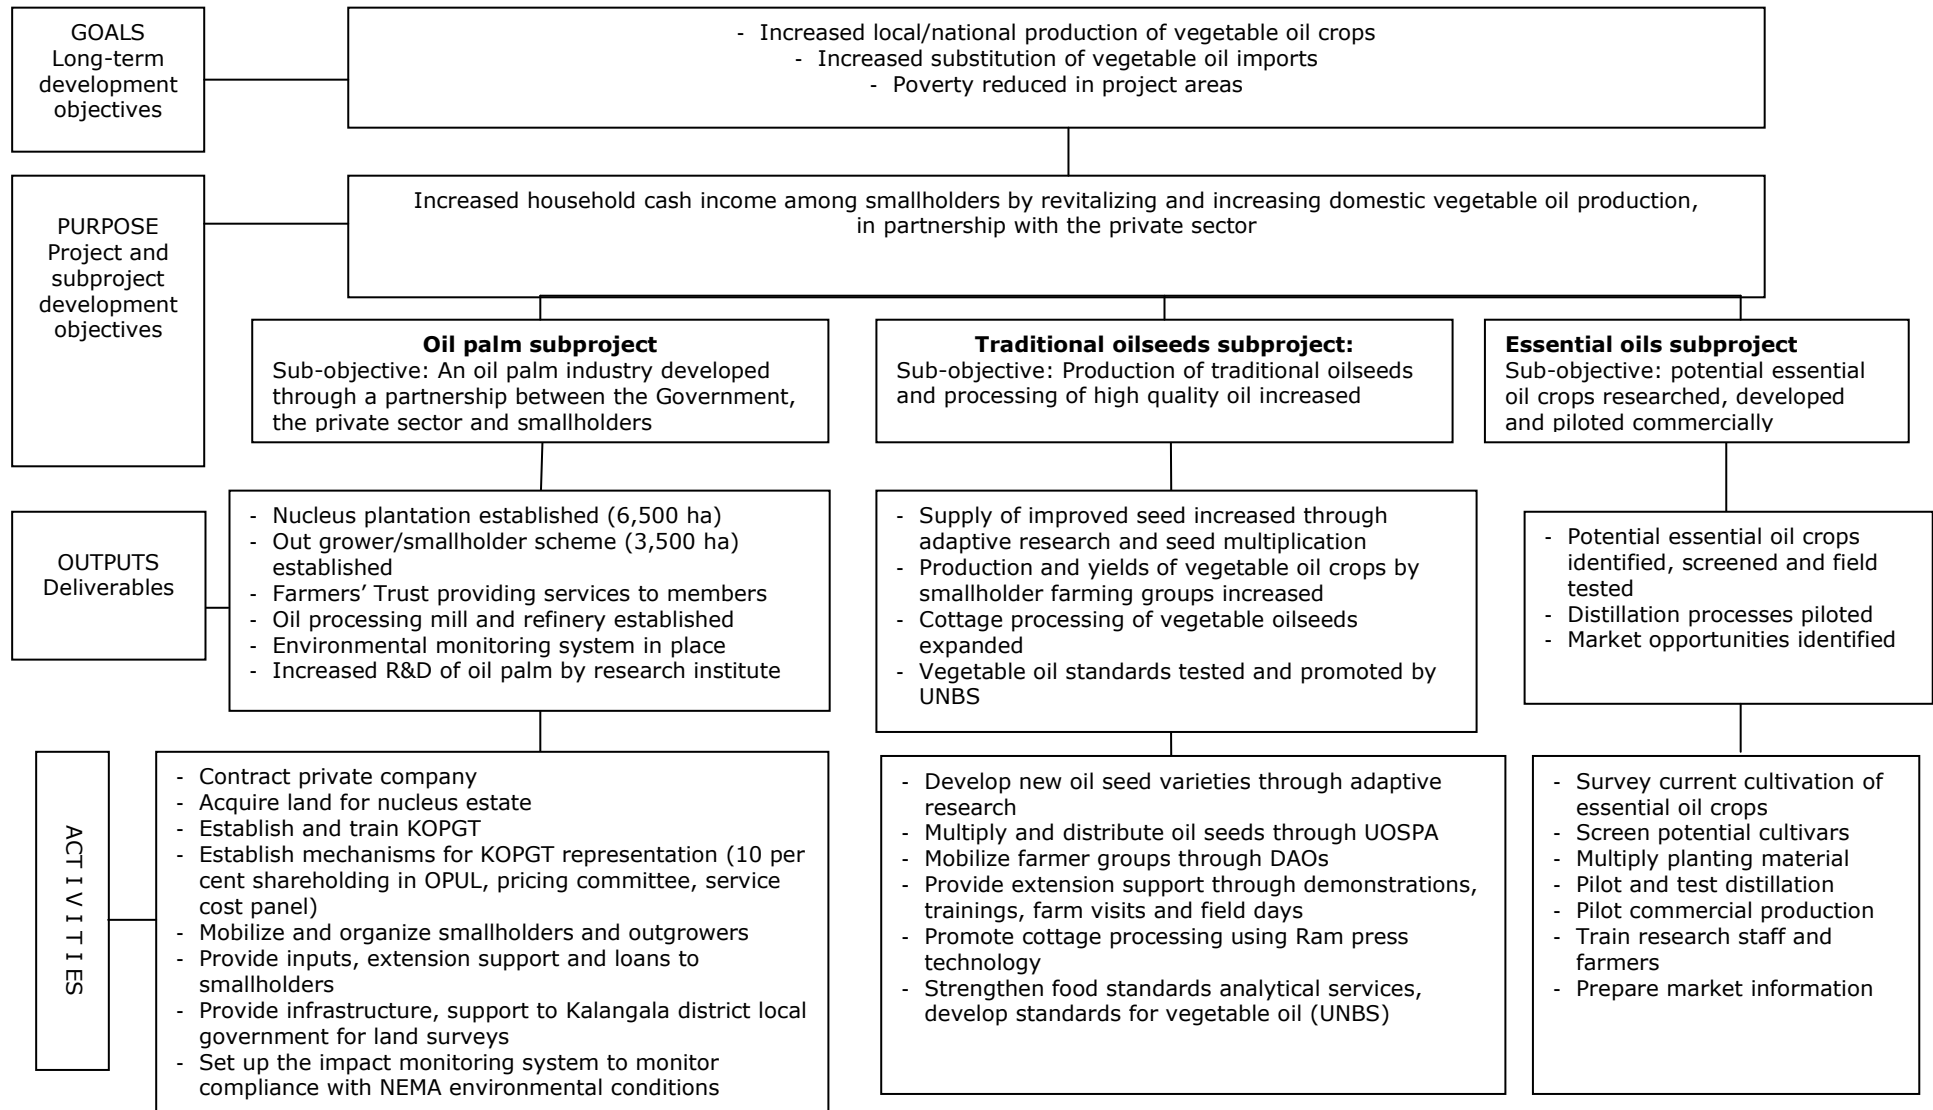 GOALS
Long-term
development
objectives
- Increased local/national production of vegetable oil crops
- Increased substitution of vegetable oil imports
- Poverty reduced in project areas
PURPOSE
Project and
subproject
development
objectives
Increased household cash income among smallholders by revitalizing and increasing domestic vegetable oil production,
in partnership with the private sector
Oil palm subproject
Sub-objective: An oil palm industry developed
through a partnership between the Government,
the private sector and smallholders
Traditional oilseeds subproject:
Sub-objective: Production of traditional oilseeds
and processing of high quality oil increased
Essential oils subproject
Sub-objective: potential essential
oil crops researched, developed
and piloted commercially
OUTPUTS
Deliverables
- Nucleus plantation established (6,500 ha)
- Out grower/smallholder scheme (3,500 ha)
established
- Farmers' Trust providing services to members
- Oil processing mill and refinery established
- Environmental monitoring system in place
- Increased R&D of oil palm by research institute
- Supply of improved seed increased through
adaptive research and seed multiplication
- Production and yields of vegetable oil crops by
smallholder farming groups increased
- Cottage processing of vegetable oilseeds
expanded
- Vegetable oil standards tested and promoted by
UNBS
- Potential essential oil crops
identified, screened and field
tested
- Distillation processes piloted
- Market opportunities identified
ACTIVITIES
- Contract private company
- Acquire land for nucleus estate
- Establish and train KOPGT
- Establish mechanisms for KOPGT representation (10 per
cent shareholding in OPUL, pricing committee, service
cost panel)
- Mobilize and organize smallholders and outgrowers
- Provide inputs, extension support and loans to
smallholders
- Provide infrastructure, support to Kalangala district local
government for land surveys
- Set up the impact monitoring system to monitor
compliance with NEMA environmental conditions
- Develop new oil seed varieties through adaptive
research
- Multiply and distribute oil seeds through UOSPA
- Mobilize farmer groups through DAOs
- Provide extension support through demonstrations,
trainings, farm visits and field days
- Promote cottage processing using Ram press
technology
- Strengthen food standards analytical services,
develop standards for vegetable oil (UNBS)
- Survey current cultivation of
essential oil crops
- Screen potential cultivars
- Multiply planting material
- Pilot and test distillation
- Pilot commercial production
- Train research staff and
farmers
- Prepare market information